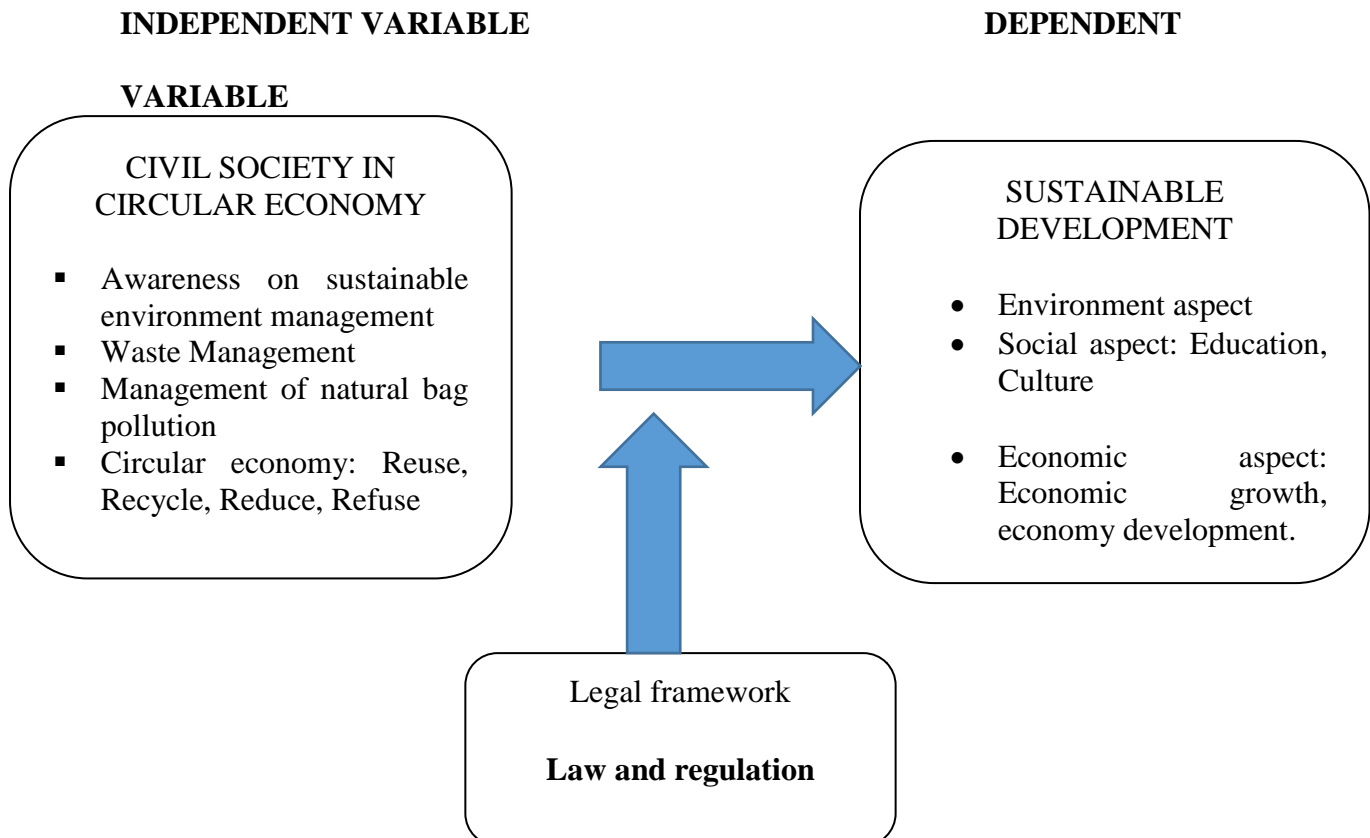 INDEPENDENT VARIABLE DEPENDENT
VARIABLE
CIVIL SOCIETY IN
CIRCULAR ECONOMY
▪ Awareness on sustainable
environment management
▪ Waste Management
▪ Management of natural bag
pollution
▪ Circular economy: Reuse,
Recycle, Reduce, Refuse
SUSTAINABLE
DEVELOPMENT
• Environment aspect
• Social aspect: Education,
Culture
• Economic aspect:
Economic growth,
economy development.
Legal framework
Law and regulation